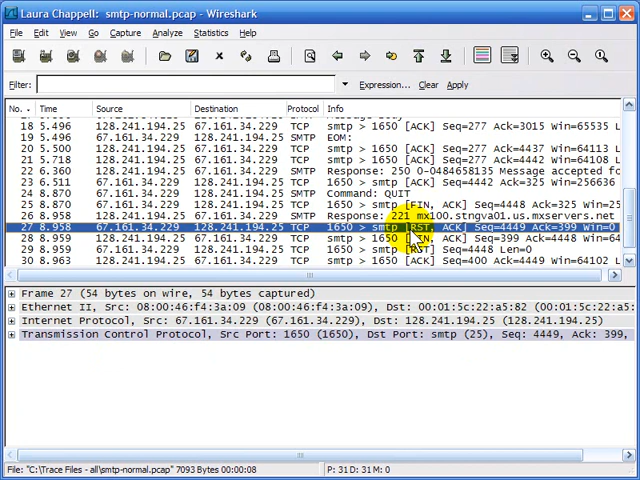 Laura Chappell: smtp-normal.pcap - Wireshark
File Edit View Go Capture Analyze Statistics Help
Filter: Expression... Clear Apply
No. . Time Source Destination Protocol Info
18 5.496 128.241.194.25 67.161.34.229 TCP smtp > 1650 [ACK] Seq=277 Ack=3015 Win=65535 L
19 5.496 67.161.34.229 128.241.194.25 SMTP EOM:
20 5.500 128.241.194.25 67.161.34.229 TCP smtp > 1650 [ACK] Seq=277 Ack=4437 Win=64113 L
21 5.718 128.241.194.25 67.161.34.229 TCP smtp > 1650 [ACK] Seq=277 Ack=4442 Win=64108 L
22 6.360 128.241.194.25 67.161.34.229 SMTP Response: 250 0-0484658135 Message accepted fo
23 6.511 67.161.34.229 128.241.194.25 TCP 1650 > smtp [ACK] Seq=4442 Ack=325 Win=256636
24 8.870 67.161.34.229 128.241.194.25 SMTP Command: QUIT
25 8.870 67.161.34.229 128.241.194.25 TCP 1650 > smtp [FIN, ACK] Seq=4448 Ack=325 Win=25
26 8.958 128.241.194.25 67.161.34.229 SMTP Response: 221 mx100.stngva01.us.mxservers.net
27 8.958 67.161.34.229 128.241.194.25 TCP 1650 > smtp [RST, ACK] Seq=4449 Ack=399 Win=0
28 8.959 128.241.194.25 67.161.34.229 TCP smtp > 1650 [FIN, ACK] Seq=399 Ack=4448 Win=64
29 8.959 67.161.34.229 128.241.194.25 TCP 1650 > smtp [RST] Seq=4448 Len=0
30 8.963 128.241.194.25 67.161.34.229 TCP smtp > 1650 [ACK] Seq=400 Ack=4449 Win=64102 L
Frame 27 (54 bytes on wire, 54 bytes captured)
Ethernet II, Src: 08:00:46:f4:3a:09 (08:00:46:f4:3a:09), Dst: 00:01:5c:22:a5:82 (00:01:5c:22:a5:82)
Internet Protocol, Src: 67.161.34.229 (67.161.34.229), Dst: 128.241.194.25 (128.241.194.25)
Transmission Control Protocol, Src Port: 1650 (1650), Dst Port: smtp (25), Seq: 4449, Ack: 399,
File: "C:\Trace Files - all\smtp-normal.pcap" 7093 Bytes 00:00:08 P: 31 D: 31 M: 0